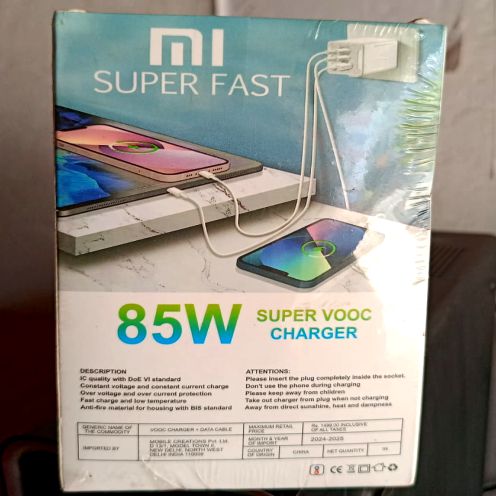 mi
SUPER FAST
85W
SUPER VOOC
CHARGER
DESCRIPTION
IC quality with DoE VI standard
Constant voltage and constant current charge
Over voltage and over current protection
Fast charge and low temperature
Anti-fire material for housing with BIS standard
ATTENTIONS:
Please insert the plug completely inside the socket.
Don't use the phone during charging
Please keep away from children
Take out charger from plug when not charging
Away from direct sunshine, heat and dampness
GENERIC NAME OF
THE COMMODITY
VOOC CHARGER + DATA CABLE
MAXIMUM RETAIL
PRICE
Rs. 1499.00 INCLUSIVE
OF ALL TAXES
IMPORTED BY
MOBILE CREATIONS Pvt. Ltd.
D 13/1, MODEL TOWN II,
NEW DELHI, NORTH WEST
DELHI INDIA 110009
MONTH & YEAR
OF IMPORT
2024-2025
COUNTRY
OF ORIGIN
CHINA
NET QUANTITY
CE